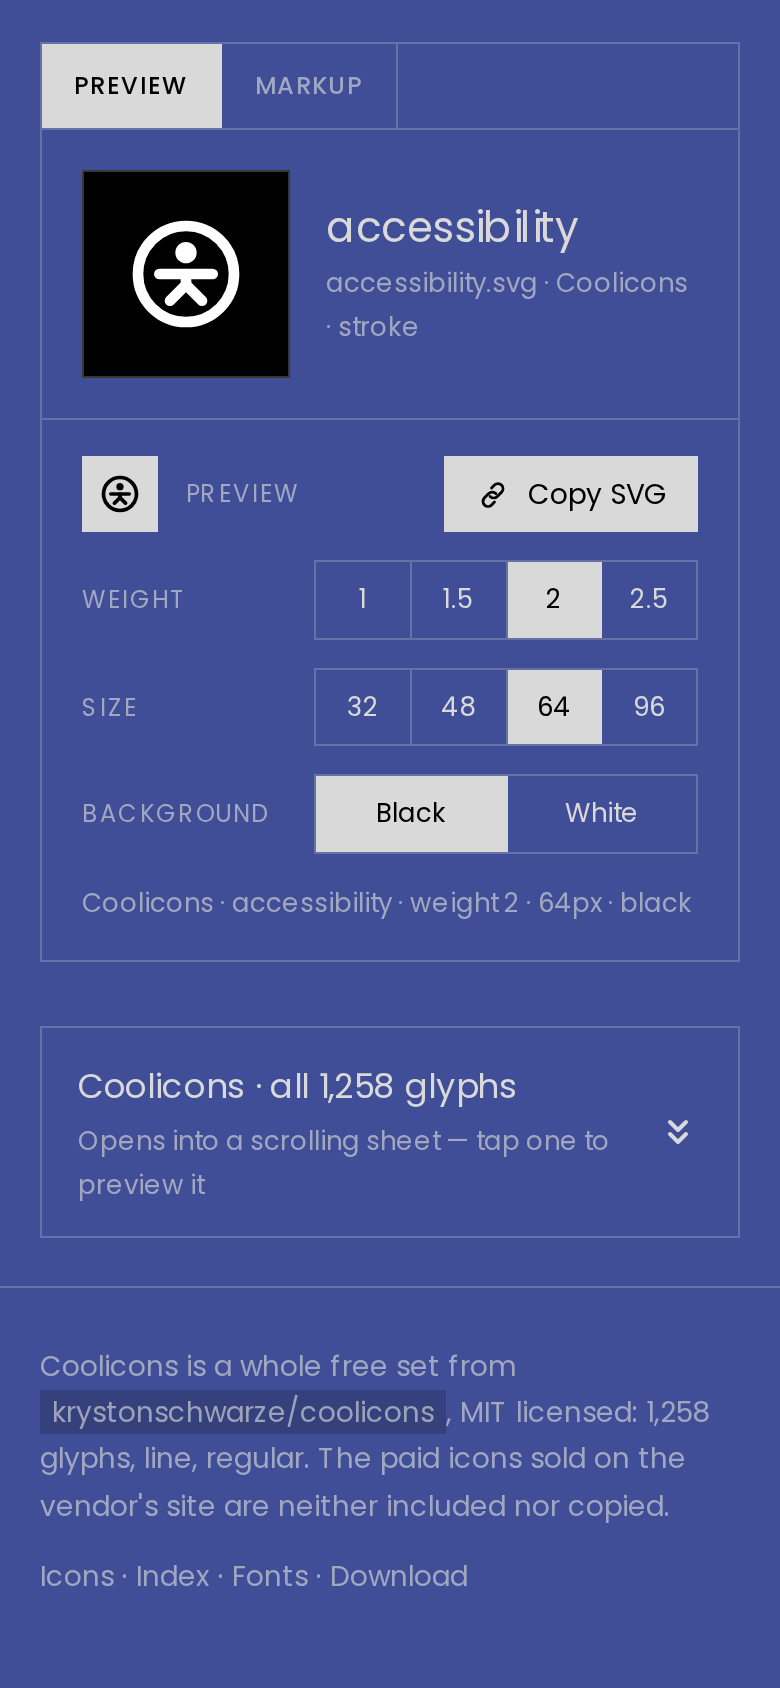 PREVIEW MARKUP
accessibility
accessibility.svg · Coolicons
· stroke
PREVIEW Copy SVG
WEIGHT 1 1.5 2 2.5
SIZE 32 48 64 96
BACKGROUND Black White
Coolicons · accessibility · weight 2 · 64px · black
Coolicons · all 1,258 glyphs
Opens into a scrolling sheet — tap one to
preview it
Coolicons is a whole free set from
krystonschwarze/coolicons, MIT licensed: 1,258
glyphs, line, regular. The paid icons sold on the
vendor's site are neither included nor copied.
Icons · Index · Fonts · Download